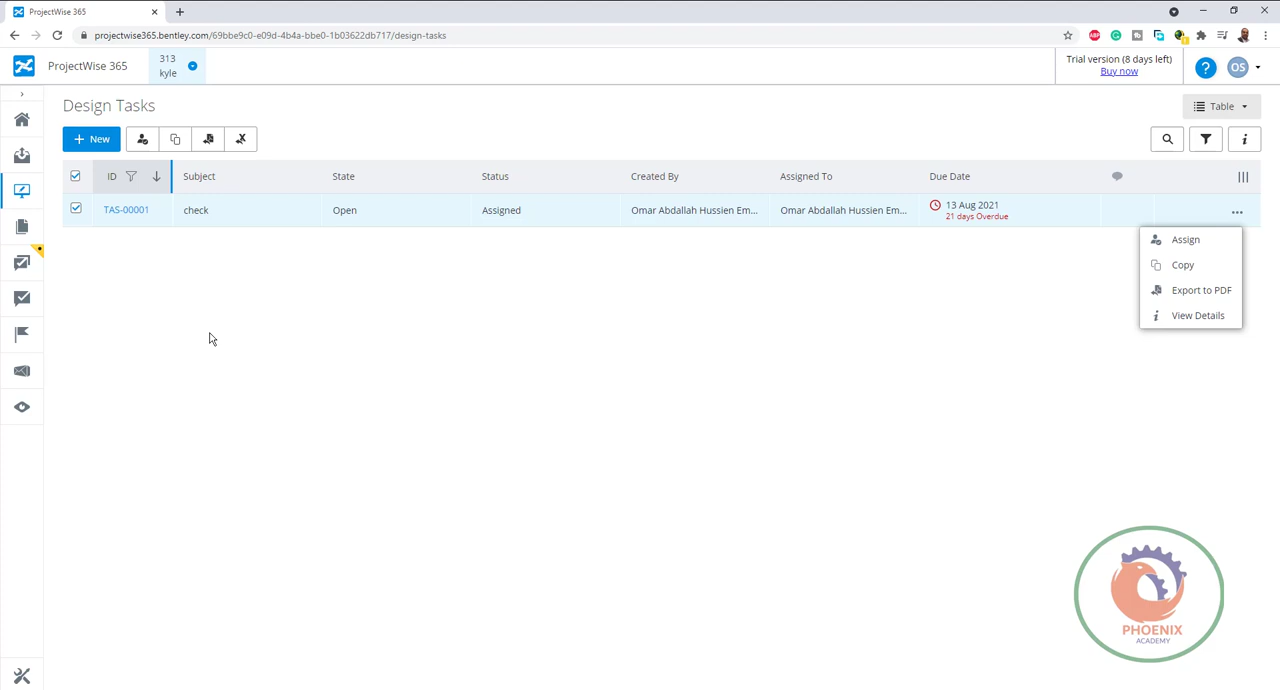 ProjectWise 365
projectwise365.bentley.com/69bbe9c0-e09d-4b4a-bbe0-1b03622db717/design-tasks
ProjectWise 365
313
kyle
Trial version (8 days left)
Buy now
OS
Design Tasks
Table
New
ID Subject State Status Created By Assigned To Due Date
TAS-00001 check Open Assigned Omar Abdallah Hussien Em... Omar Abdallah Hussien Em... 13 Aug 2021
21 days Overdue
Assign
Copy
Export to PDF
View Details
PHOENIX
ACADEMY